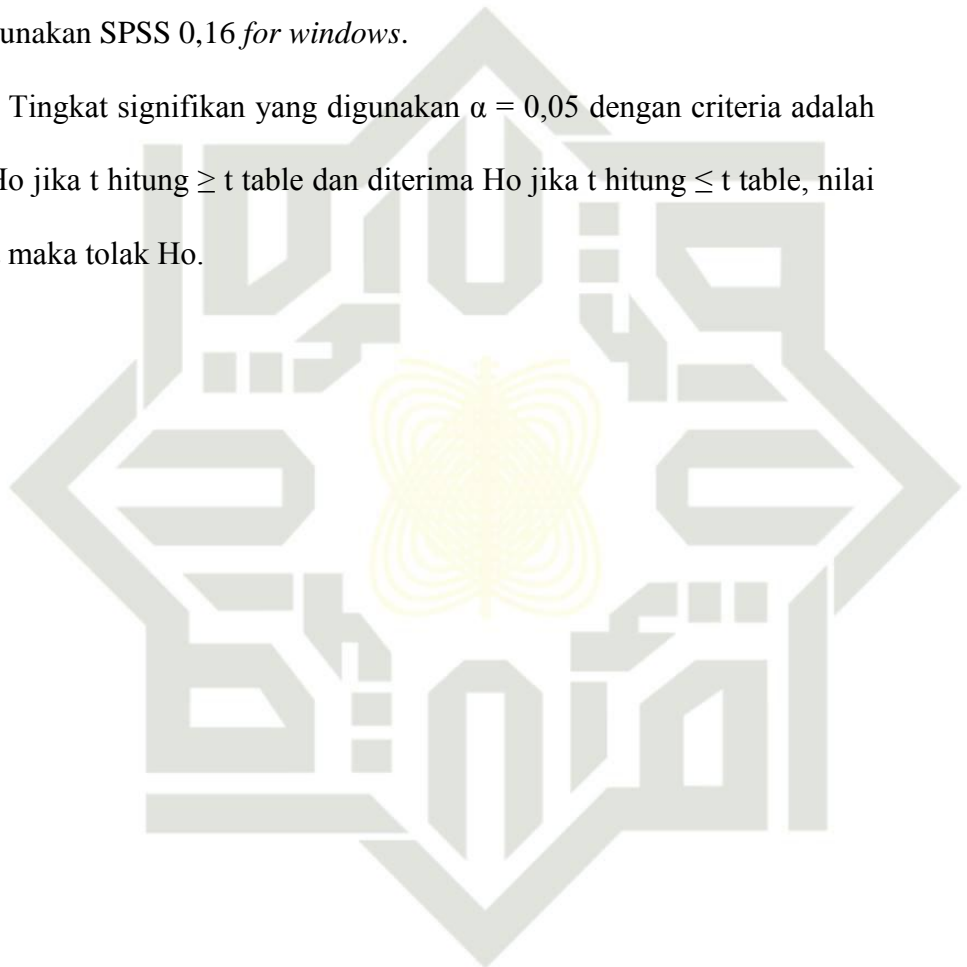 unakan SPSS 0,16 for windows.
Tingkat signifikan yang digunakan α = 0,05 dengan criteria adalah
Ho jika t hitung ≥ t table dan diterima Ho jika t hitung ≤ t table, nilai
maka tolak Ho.